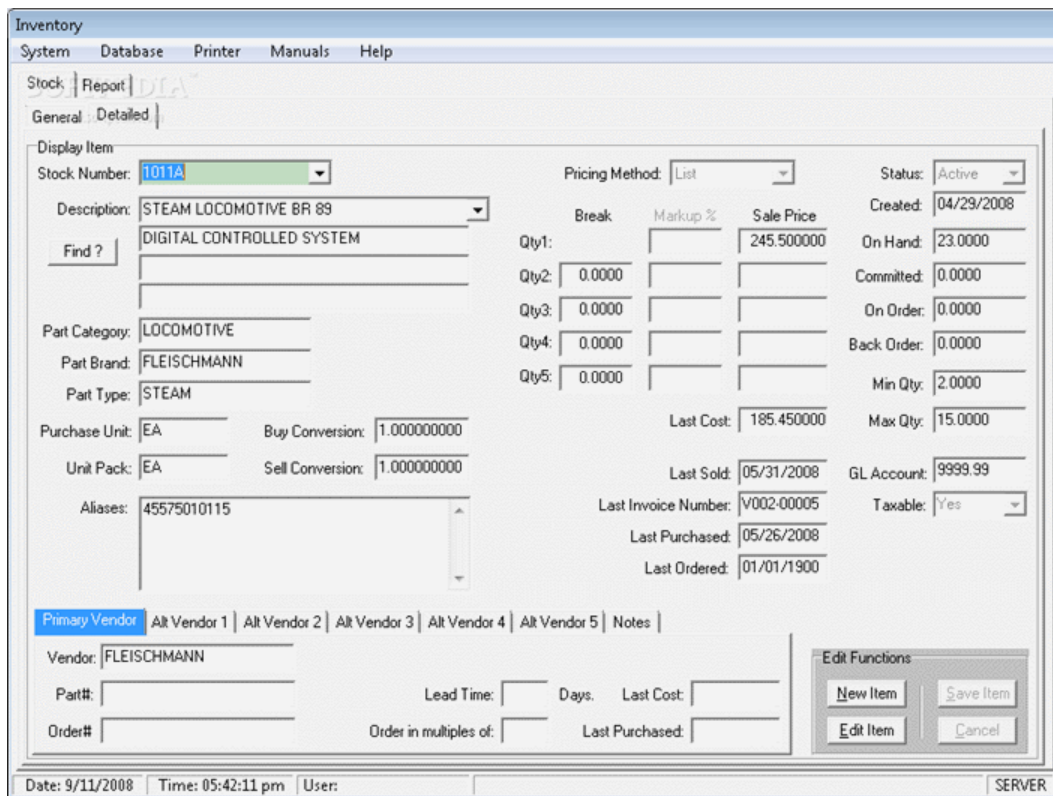 Inventory
System Database Printer Manuals Help
Stock Report
General Detailed
Display Item
Stock Number: 1011A Pricing Method: List Status: Active
Description: STEAM LOCOMOTIVE BR 89 Break Markup % Sale Price Created: 04/29/2008
Find ? DIGITAL CONTROLLED SYSTEM Qty1: 245.500000 On Hand: 23.0000
Qty2: 0.0000 Committed: 0.0000
Qty3: 0.0000 On Order: 0.0000
Part Category: LOCOMOTIVE Qty4: 0.0000 Back Order: 0.0000
Part Brand: FLEISCHMANN Qty5: 0.0000 Min Qty: 2.0000
Part Type: STEAM
Purchase Unit: EA Buy Conversion: 1.000000000 Last Cost: 185.450000 Max Qty: 15.0000
Unit Pack: EA Sell Conversion: 1.000000000 Last Sold: 05/31/2008 GL Account: 9999.99
Aliases: 45575010115 Last Invoice Number: V002-00005 Taxable: Yes
Last Purchased: 05/26/2008
Last Ordered: 01/01/1900
Primary Vendor Alt Vendor 1 Alt Vendor 2 Alt Vendor 3 Alt Vendor 4 Alt Vendor 5 Notes
Vendor: FLEISCHMANN Edit Functions
Part#: Lead Time: Days. Last Cost: New Item Save Item
Order# Order in multiples of: Last Purchased: Edit Item Cancel
Date: 9/11/2008 Time: 05:42:11 pm User: SERVER